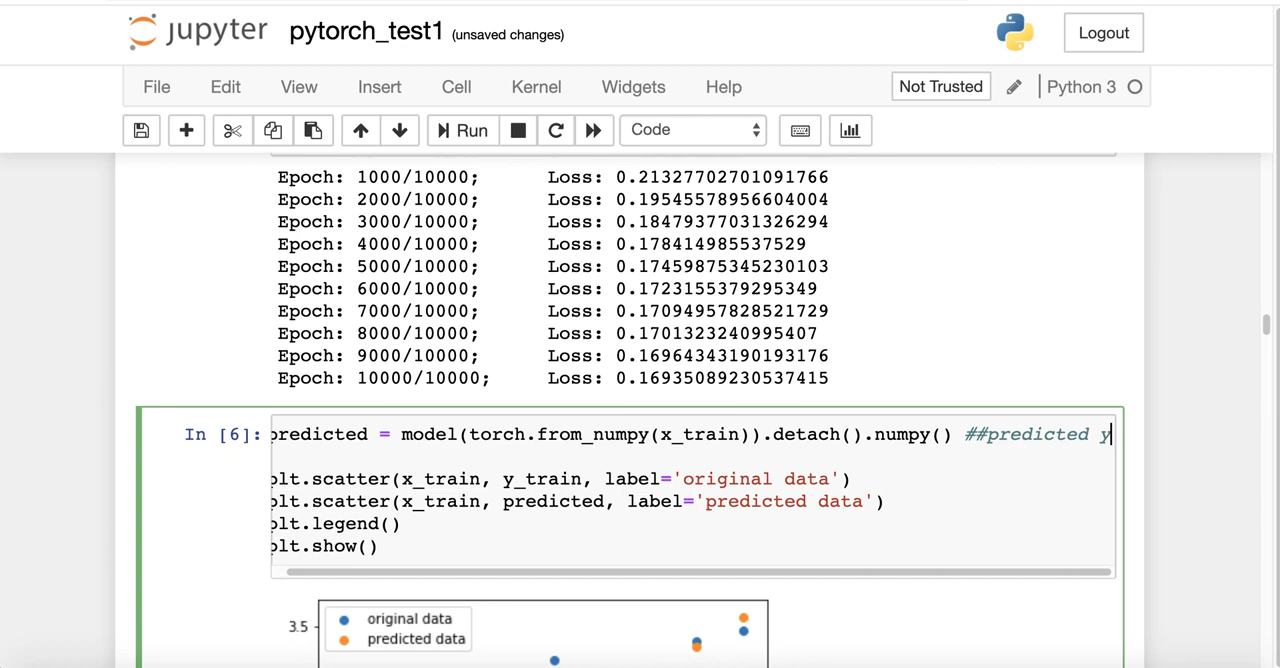 jupyter pytorch_test1 (unsaved changes) Logout
File Edit View Insert Cell Kernel Widgets Help Not Trusted Python 3
Run Code
Epoch: 1000/10000; Loss: 0.21327702701091766
Epoch: 2000/10000; Loss: 0.19545578956604004
Epoch: 3000/10000; Loss: 0.18479377031326294
Epoch: 4000/10000; Loss: 0.178414985537529
Epoch: 5000/10000; Loss: 0.17459875345230103
Epoch: 6000/10000; Loss: 0.1723155379295349
Epoch: 7000/10000; Loss: 0.17094957828521729
Epoch: 8000/10000; Loss: 0.1701323240995407
Epoch: 9000/10000; Loss: 0.16964343190193176
Epoch: 10000/10000; Loss: 0.16935089230537415
In [6]: predicted = model(torch.from_numpy(x_train)).detach().numpy() ##predicted y
plt.scatter(x_train, y_train, label='original data')
plt.scatter(x_train, predicted, label='predicted data')
plt.legend()
plt.show()
original data
3.5
predicted data